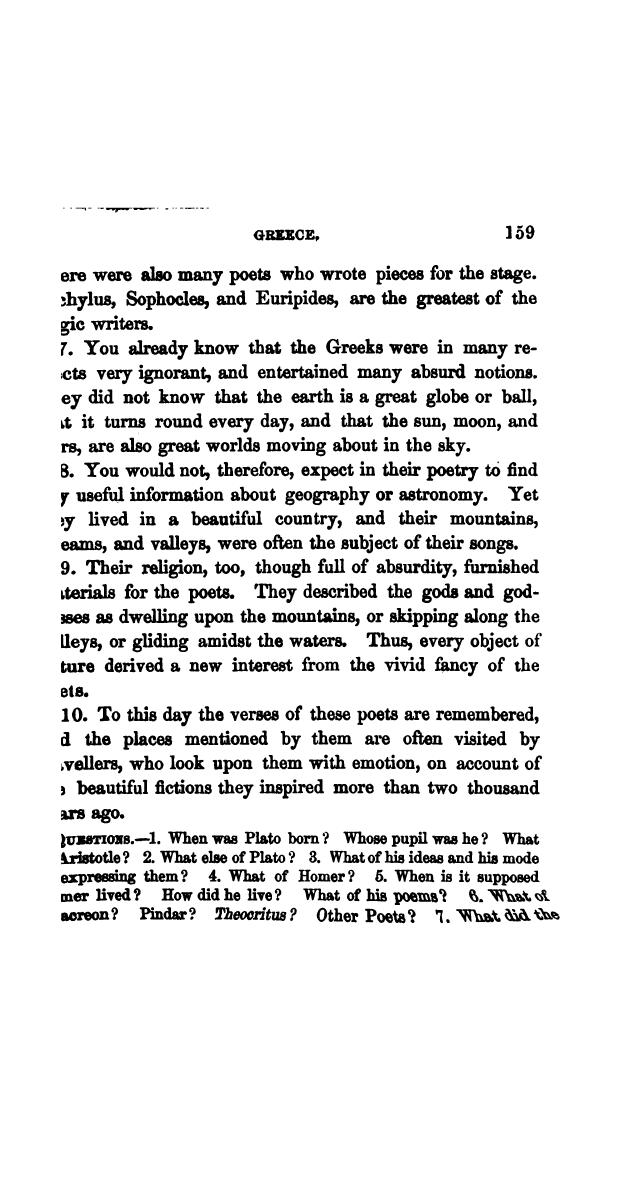 GREECE. 159
ere were also many poets who wrote pieces for the stage.
chylus, Sophocles, and Euripides, are the greatest of the
gic writers.
7. You already know that the Greeks were in many re-
cts very ignorant, and entertained many absurd notions.
ey did not know that the earth is a great globe or ball,
at it turns round every day, and that the sun, moon, and
rs, are also great worlds moving about in the sky.
8. You would not, therefore, expect in their poetry to find
y useful information about geography or astronomy. Yet
ey lived in a beautiful country, and their mountains,
eams, and valleys, were often the subject of their songs.
9. Their religion, too, though full of absurdity, furnished
aterials for the poets. They described the gods and god-
sses as dwelling upon the mountains, or skipping along the
lleys, or gliding amidst the waters. Thus, every object of
ture derived a new interest from the vivid fancy of the
ets.
10. To this day the verses of these poets are remembered,
d the places mentioned by them are often visited by
avellers, who look upon them with emotion, on account of
e beautiful fictions they inspired more than two thousand
ars ago.
QUESTIONS.—1. When was Plato born? Whose pupil was he? What
Aristotle? 2. What else of Plato? 3. What of his ideas and his mode
expressing them? 4. What of Homer? 5. When is it supposed
mer lived? How did he live? What of his poems? 6. What of
acreon? Pindar? Theocritus? Other Poets? 7. What did the